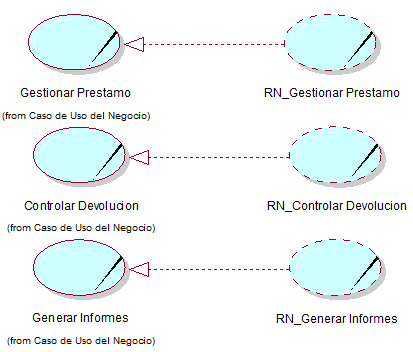 Gestionar Prestamo
RN_Gestionar Prestamo
(from Caso de Uso del Negocio)
Controlar Devolucion
RN_Controlar Devolucion
(from Caso de Uso del Negocio)
Generar Informes
RN_Generar Informes
(from Caso de Uso del Negocio)